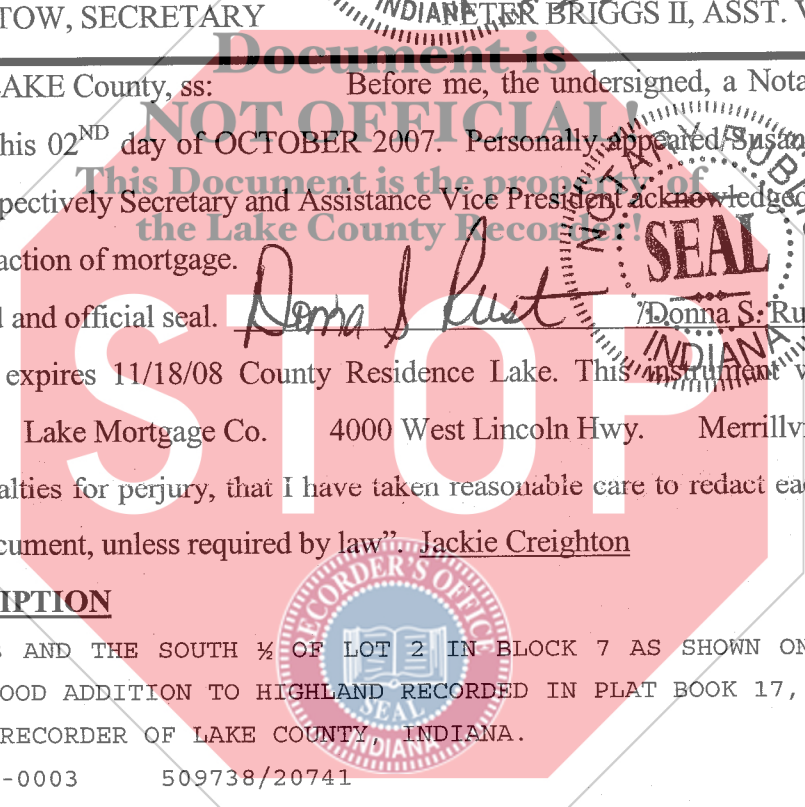 TOW, SECRETARY
INDIANA
PETER BRIGGS II, ASST. V
Document is
LAKE County, ss: Before me, the undersigned, a Nota
NOT OFFICIAL!
his 02ND day of OCTOBER 2007. Personally appeared Susan
This Document is the property of
pectively Secretary and Assistance Vice President acknowledged
the Lake County Recorder!
action of mortgage.
NOTARY PUB
SEAL
INDIANA
d and official seal. Donna S Rust /Donna S. Ru
STOP
expires 11/18/08 County Residence Lake. This instrument w
Lake Mortgage Co. 4000 West Lincoln Hwy. Merrillv
alties for perjury, that I have taken reasonable care to redact ea
cument, unless required by law”. Jackie Creighton
RECORDER'S OFFICE
SEAL
INDIANA
IPTION
AND THE SOUTH ½ OF LOT 2 IN BLOCK 7 AS SHOWN ON
OOD ADDITION TO HIGHLAND RECORDED IN PLAT BOOK 17,
RECORDER OF LAKE COUNTY, INDIANA.
-0003 509738/20741